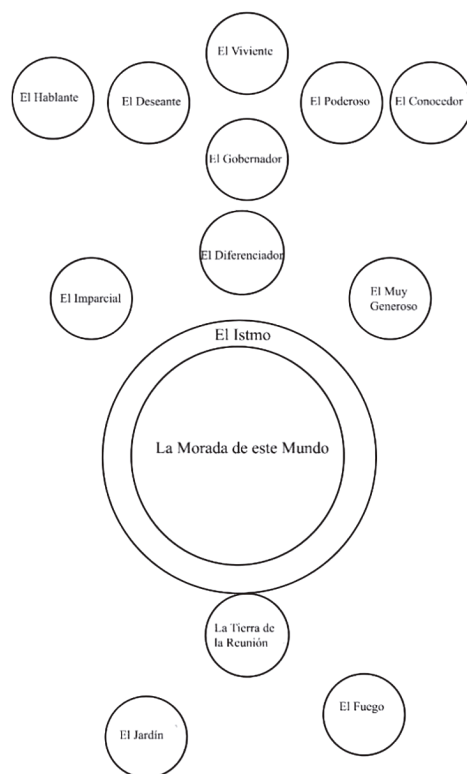 El Viviente
El Hablante
El Deseante
El Poderoso
El Conocedor
El Gobernador
El Diferenciador
El Imparcial
El Muy
Generoso
El Istmo
La Morada de este Mundo
La Tierra de
la Reunión
El Fuego
El Jardín